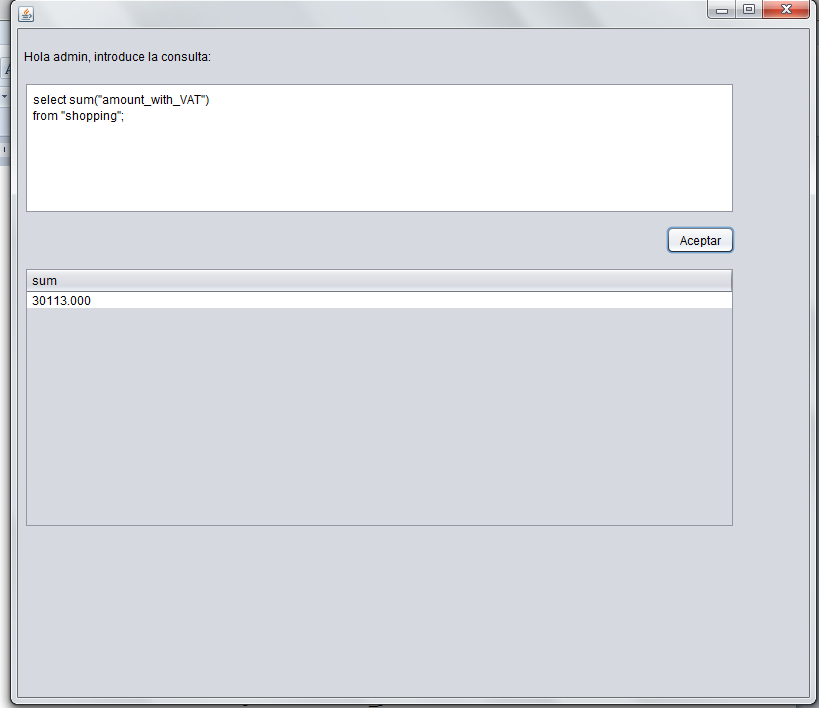 Hola admin, introduce la consulta:
select sum("amount_with_VAT")
from "shopping";
Aceptar
sum
30113.000